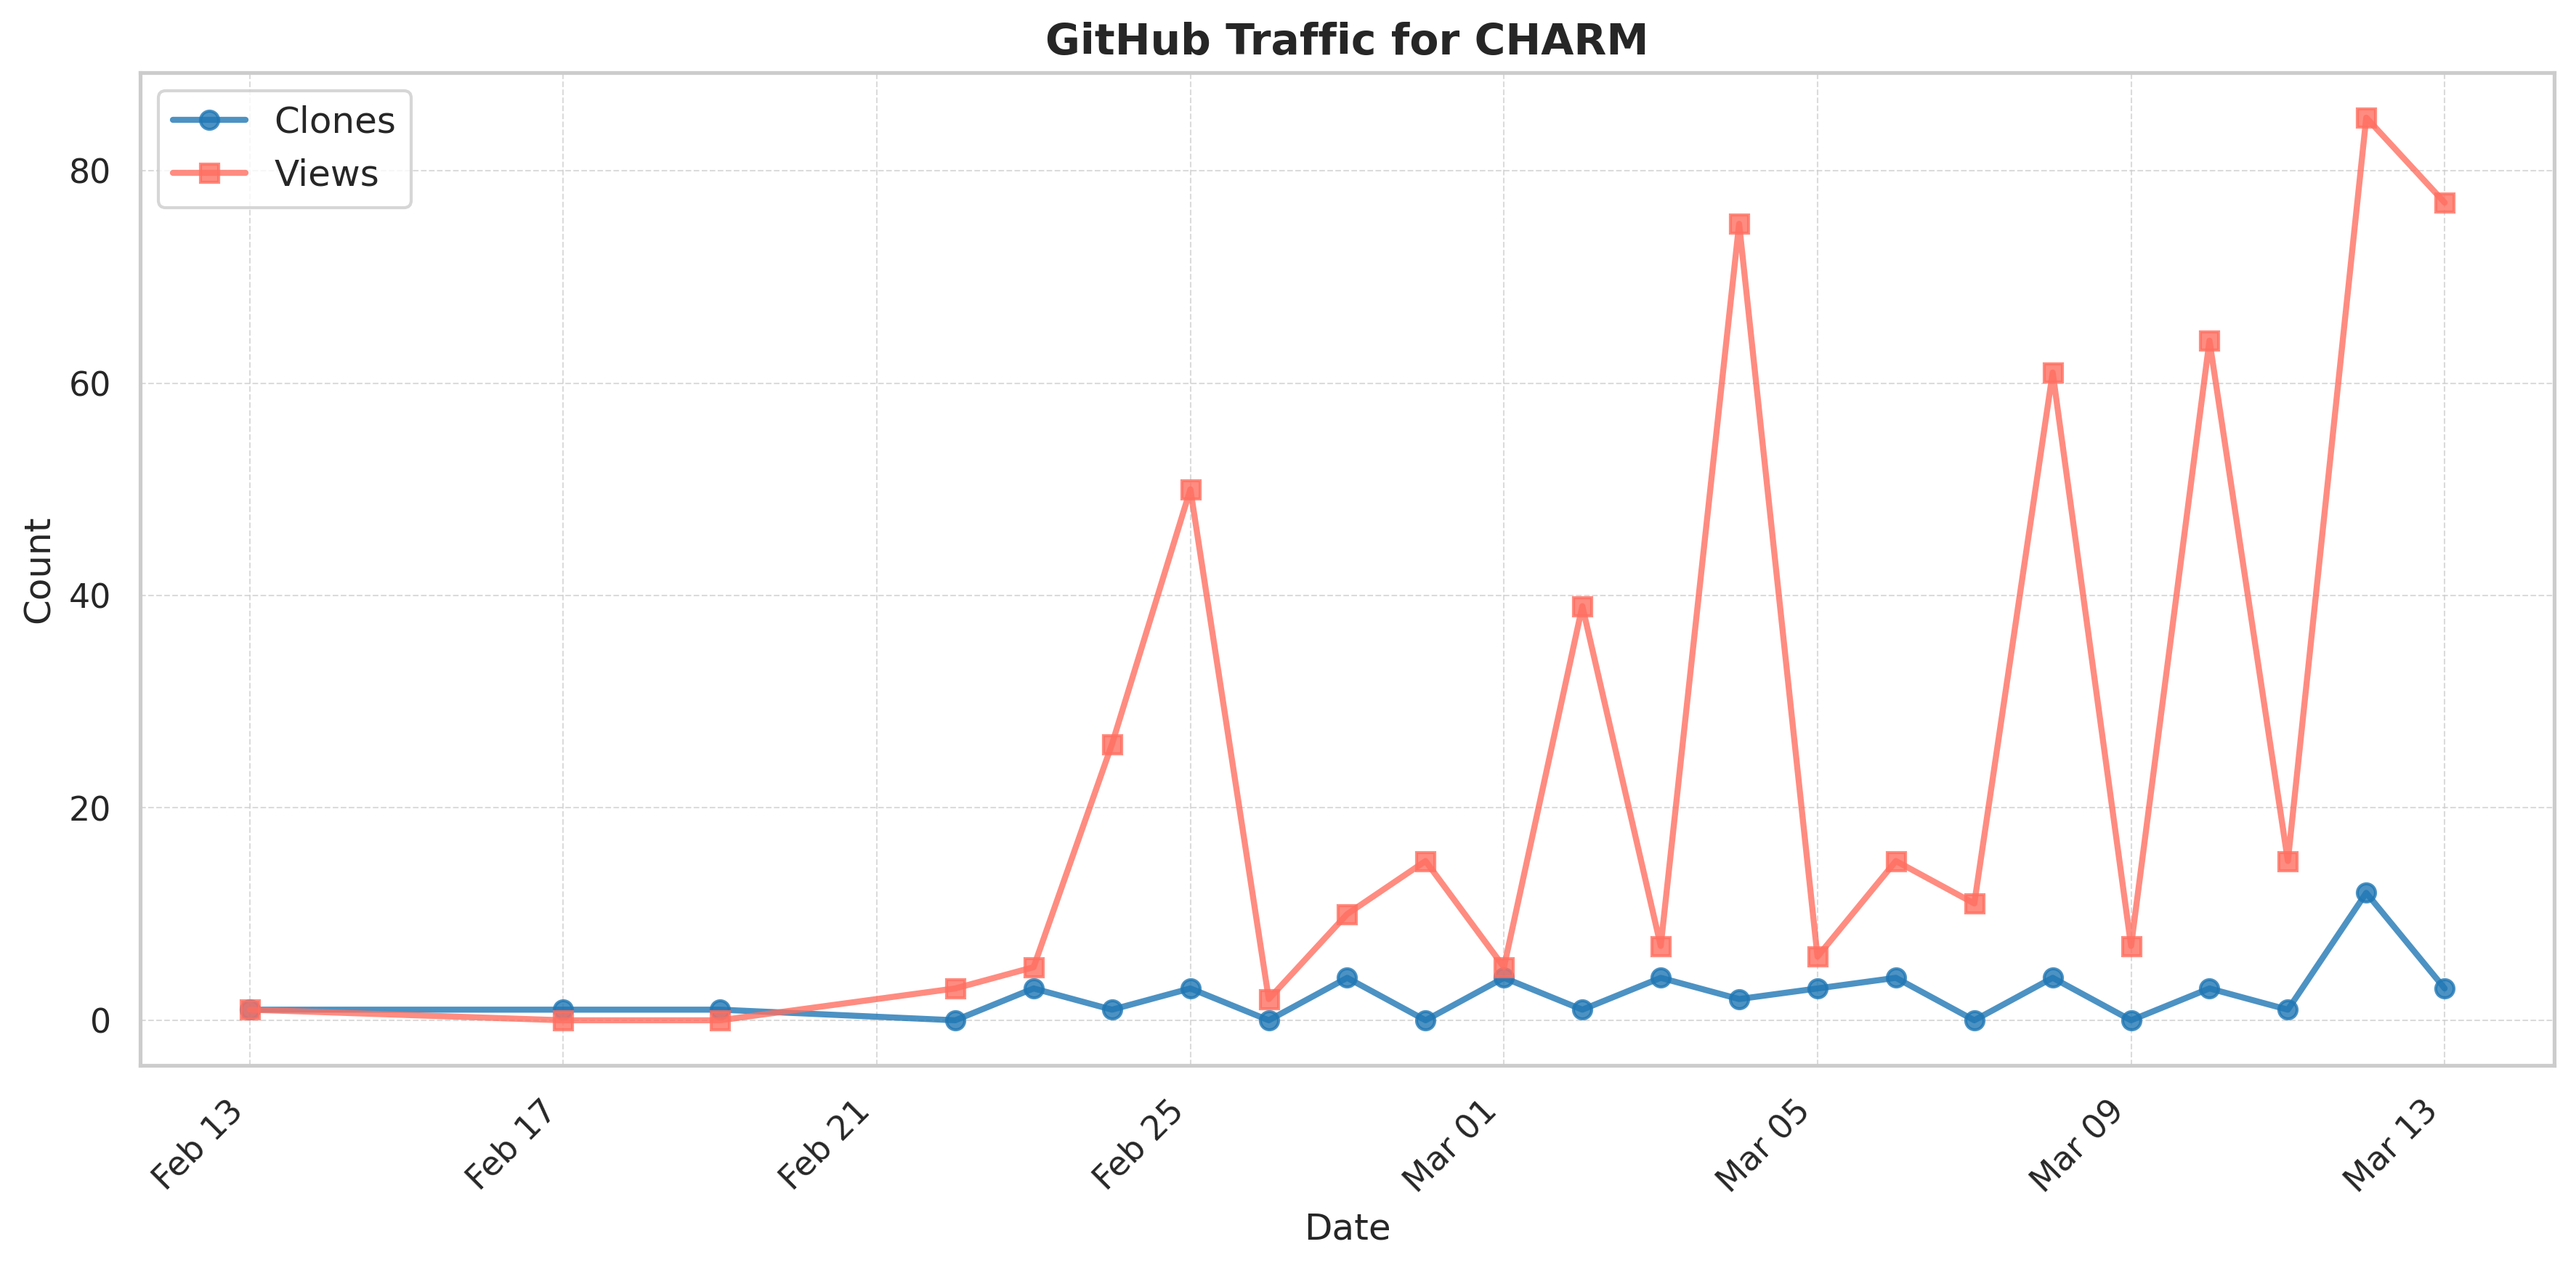 GitHub Traffic for CHARM
Clones
Views
80
60
40
20
0
Count
Feb 13
Feb 17
Feb 21
Feb 25
Mar 01
Mar 05
Mar 09
Mar 13
Date